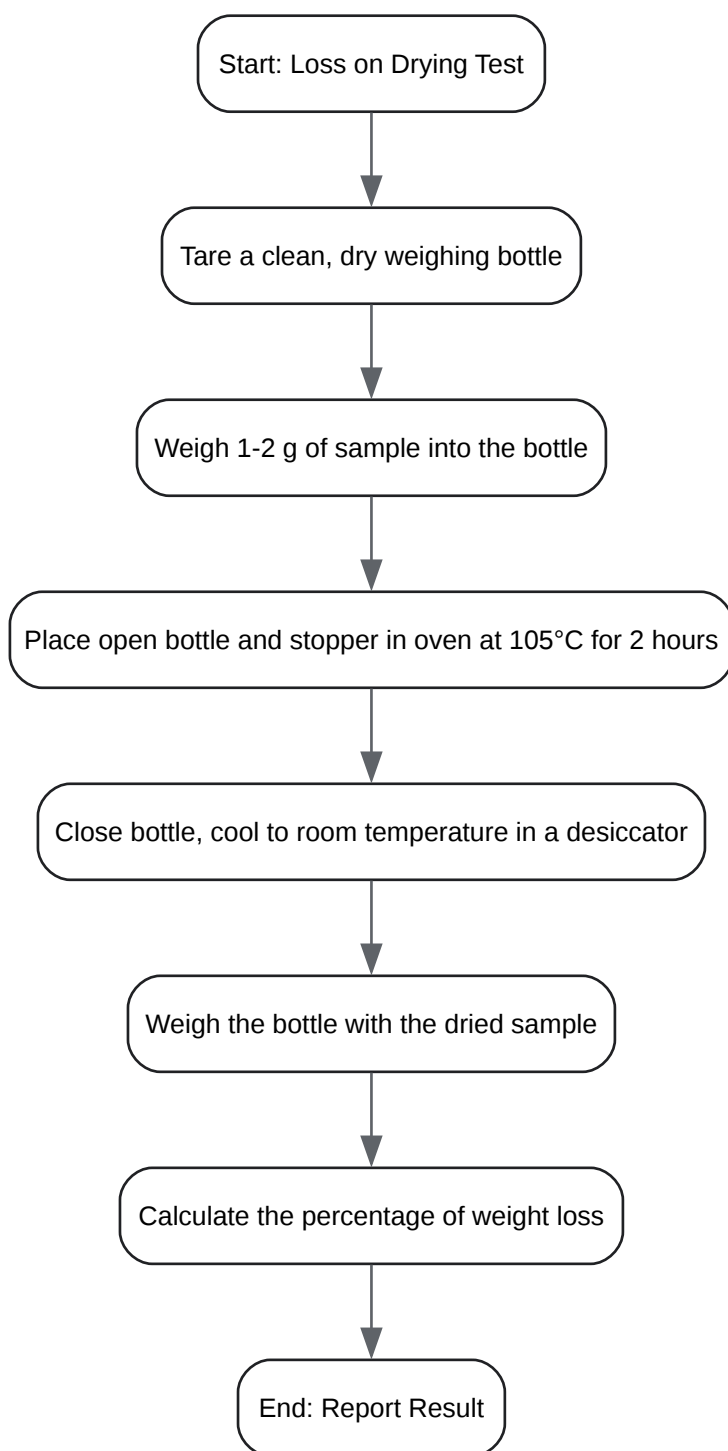 Start: Loss on Drying Test
Tare a clean, dry weighing bottle
Weigh 1-2 g of sample into the bottle
Place open bottle and stopper in oven at 105°C for 2 hours
Close bottle, cool to room temperature in a desiccator
Weigh the bottle with the dried sample
Calculate the percentage of weight loss
End: Report Result